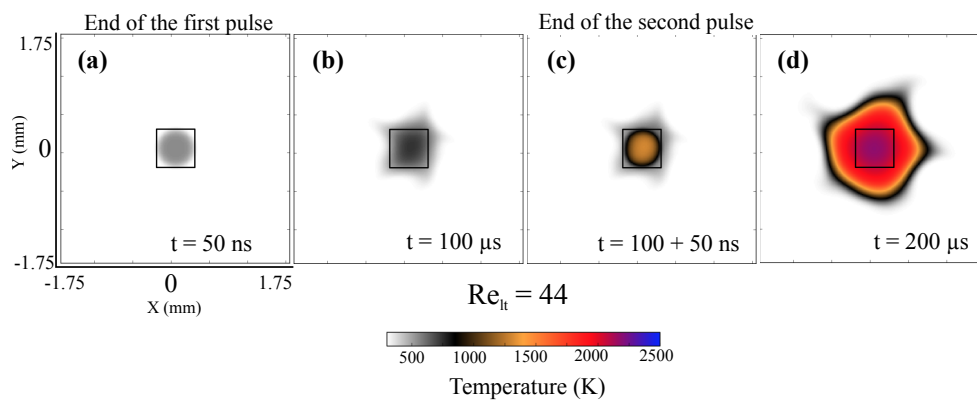 End of the first pulse
End of the second pulse
1.75
(a)
(b)
(c)
(d)
Y (mm)
0
t = 50 ns
t = 100 µs
t = 100 + 50 ns
t = 200 µs
-1.75
-1.75
0
1.75
X (mm)
Re_lt = 44
500
1000
1500
2000
2500
Temperature (K)